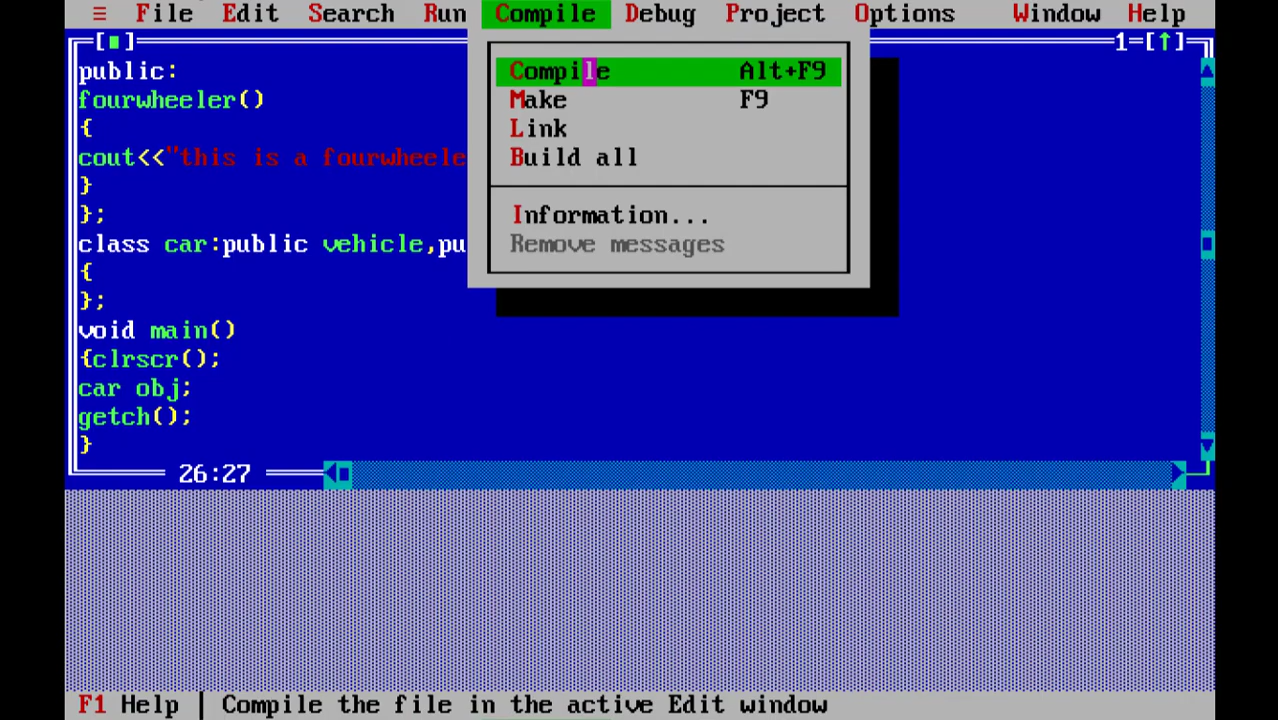 ≡ File Edit Search Run Compile Debug Project Options Window Help
[■] 1=[↑]
public:
fourwheeler()
{
cout<<"this is a fourwheele
}
};
class car:public vehicle,pu
{
};
void main()
{clrscr();
car obj;
getch();
}
26:27
Compile Alt+F9
Make F9
Link
Build all
Information...
Remove messages
F1 Help | Compile the file in the active Edit window